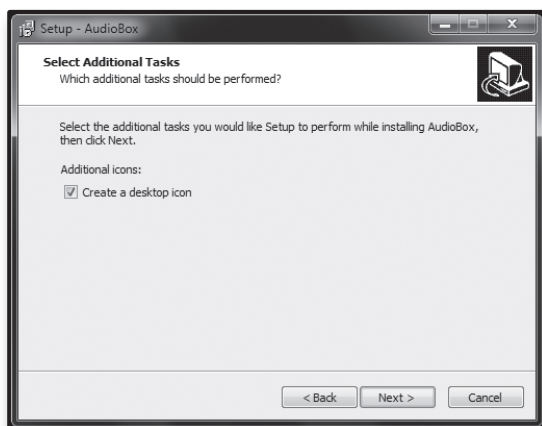 Setup - AudioBox
Select Additional Tasks
Which additional tasks should be performed?
Select the additional tasks you would like Setup to perform while installing AudioBox,
then click Next.
Additional icons:
Create a desktop icon
< Back Next > Cancel